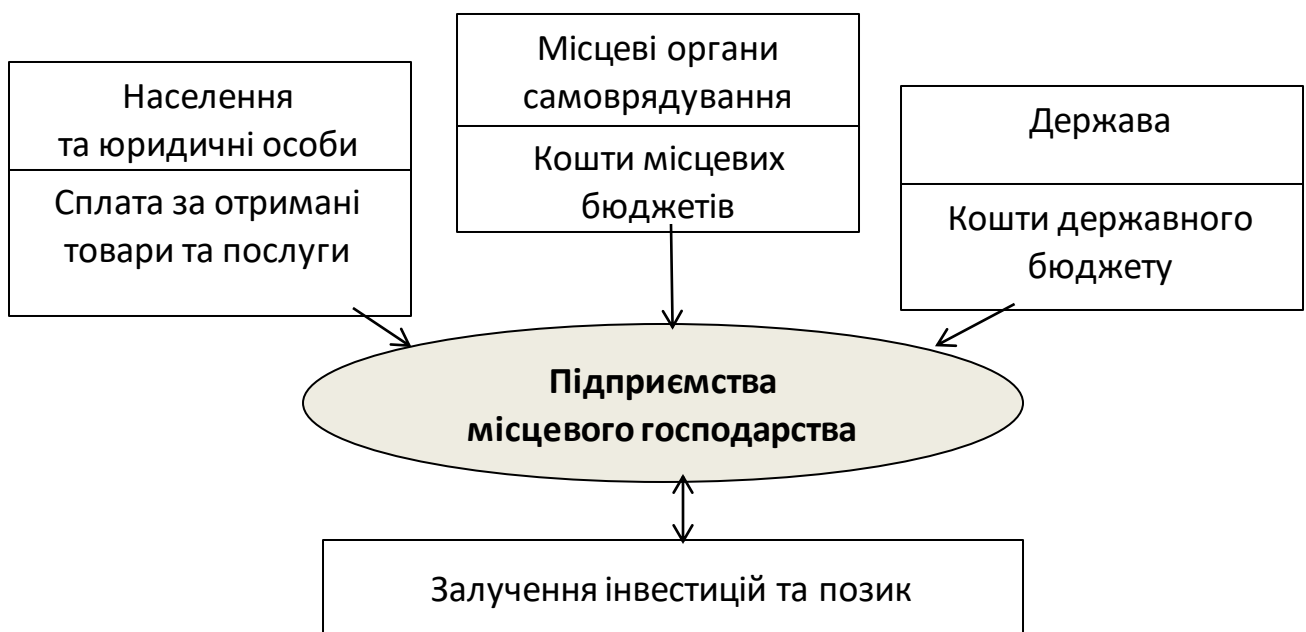 Населення
та юридичні особи
Сплата за отримані
товари та послуги
Місцеві органи
самоврядування
Кошти місцевих
бюджетів
Держава
Кошти державного
бюджету
Підприємства
місцевого господарства
Залучення інвестицій та позик